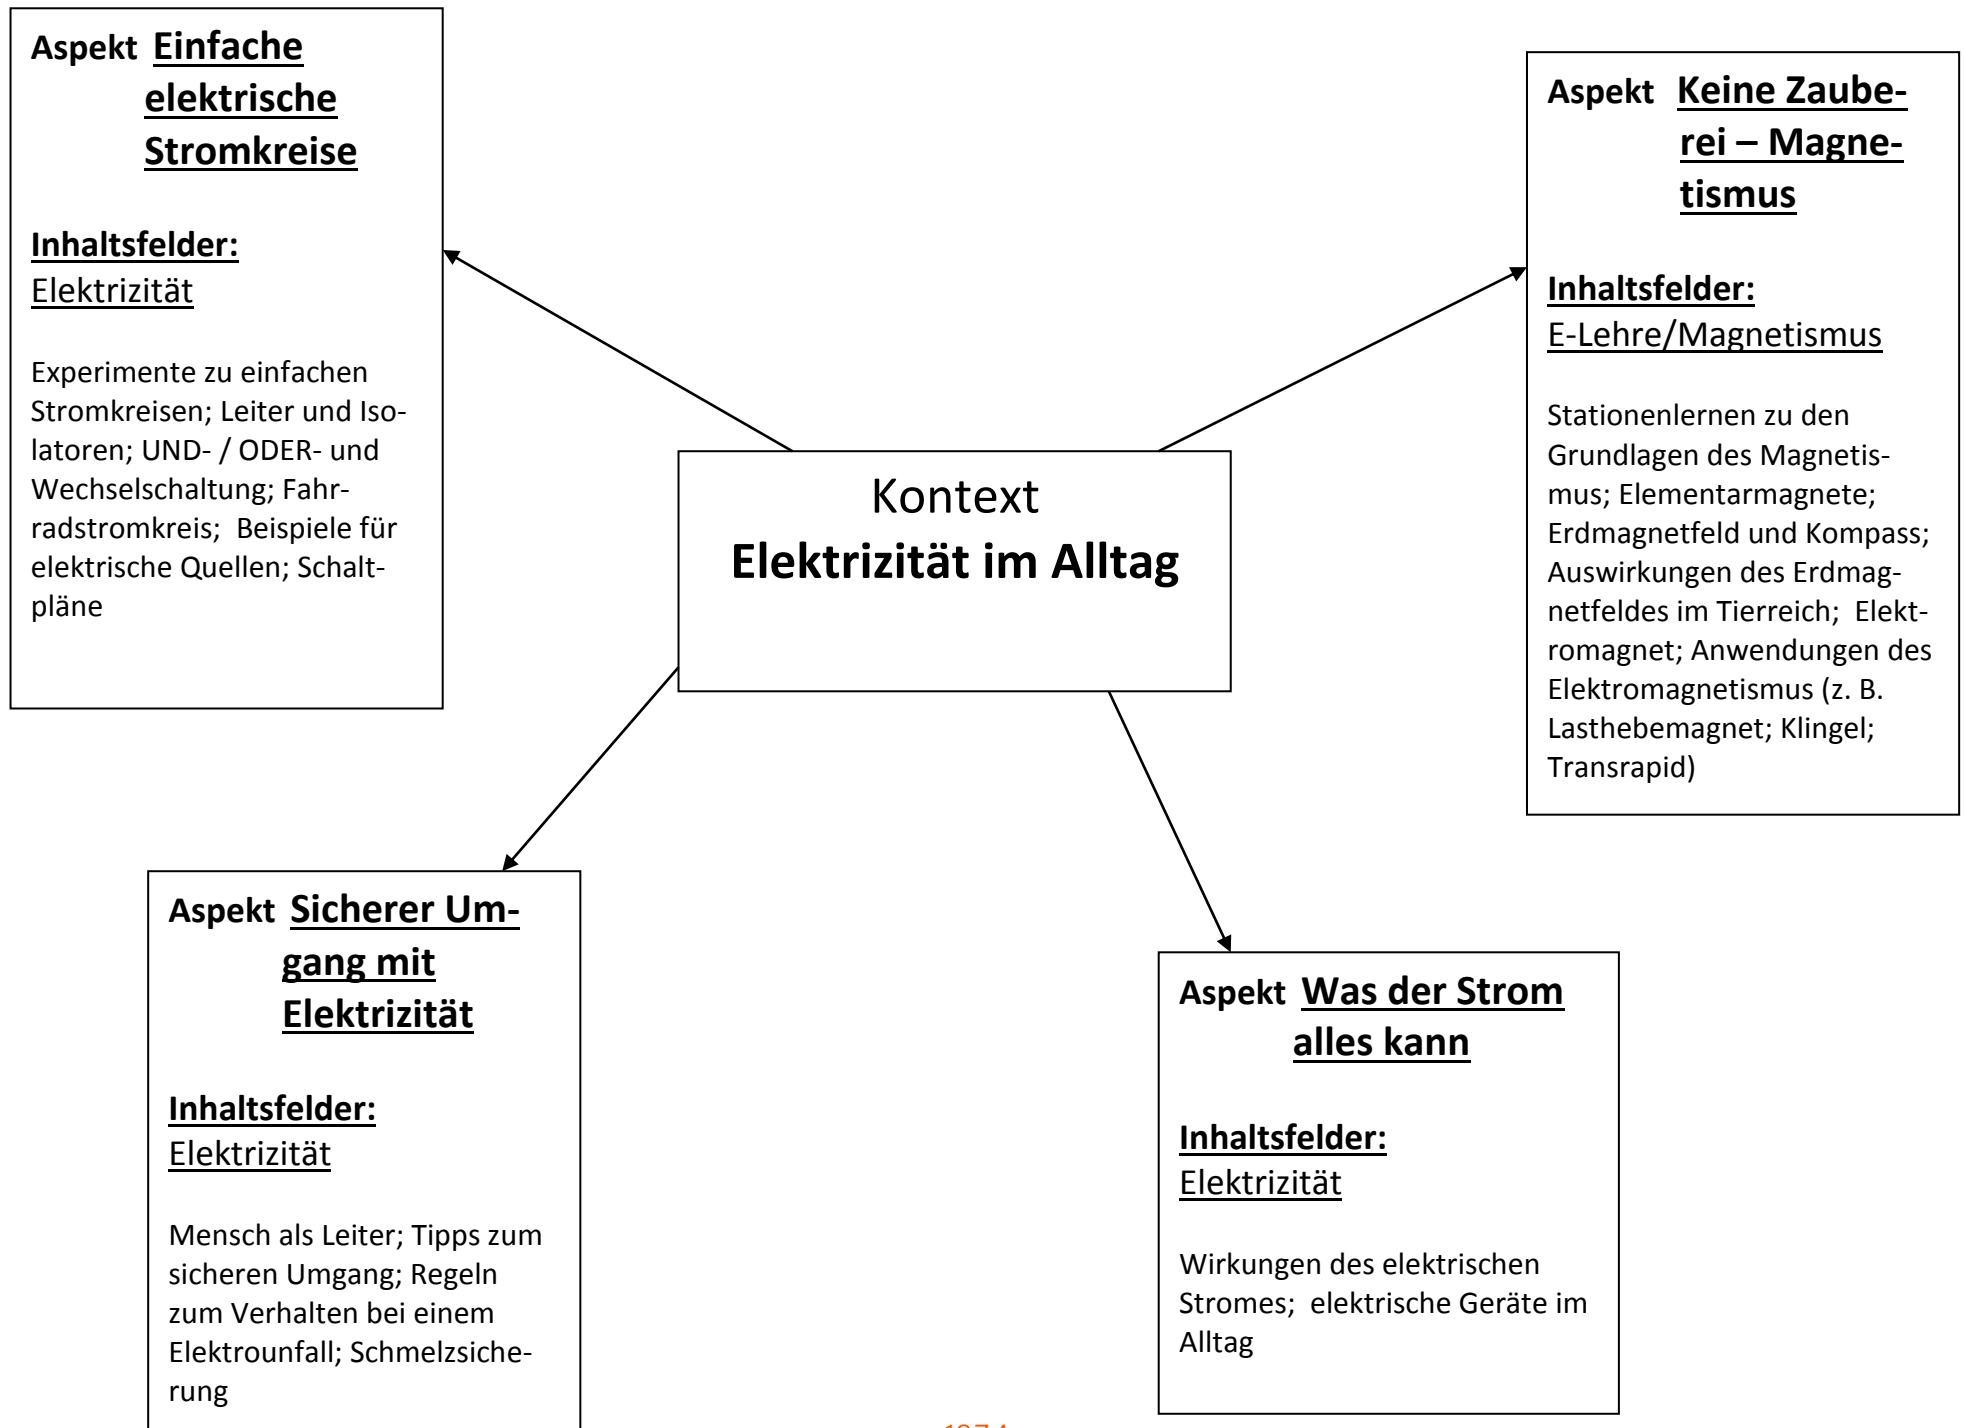 Aspekt Einfache
elektrische
Stromkreise
Inhaltsfelder:
Elektrizität
Experimente zu einfachen
Stromkreisen; Leiter und Iso-
latoren; UND- / ODER- und
Wechselschaltung; Fahr-
radstromkreis; Beispiele für
elektrische Quellen; Schalt-
pläne
Aspekt Keine Zaube-
rei – Magne-
tismus
Inhaltsfelder:
E-Lehre/Magnetismus
Stationenlernen zu den
Grundlagen des Magnetis-
mus; Elementarmagnete;
Erdmagnetfeld und Kompass;
Auswirkungen des Erdmag-
netfeldes im Tierreich; Elekt-
romagnet; Anwendungen des
Elektromagnetismus (z. B.
Lasthebemagnet; Klingel;
Transrapid)
Kontext
Elektrizität im Alltag
Aspekt Sicherer Um-
gang mit
Elektrizität
Inhaltsfelder:
Elektrizität
Mensch als Leiter; Tipps zum
sicheren Umgang; Regeln
zum Verhalten bei einem
Elektrounfall; Schmelzsiche-
rung
Aspekt Was der Strom
alles kann
Inhaltsfelder:
Elektrizität
Wirkungen des elektrischen
Stromes; elektrische Geräte im
Alltag